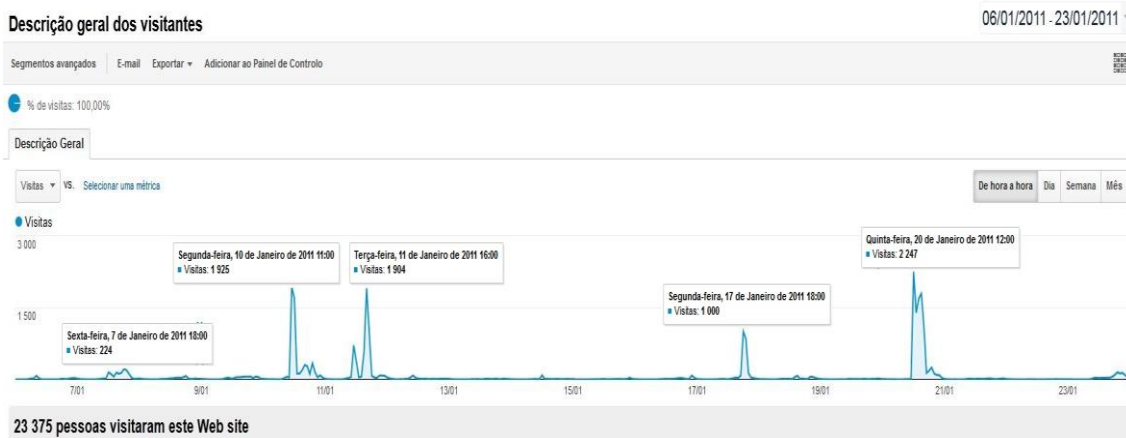 Descrição geral dos visitantes
06/01/2011 - 23/01/2011
Segmentos avançados E-mail Exportar Adicionar ao Painel de Controlo
% de visitas: 100,00%
Descrição Geral
Visitas vs. Selecionar uma métrica
De hora a hora Dia Semana Mês
Visitas
3 000
1 500
Sexta-feira, 7 de Janeiro de 2011 18:00
Visitas: 224
Segunda-feira, 10 de Janeiro de 2011 11:00
Visitas: 1 925
Terça-feira, 11 de Janeiro de 2011 16:00
Visitas: 1 904
Segunda-feira, 17 de Janeiro de 2011 18:00
Visitas: 1 000
Quinta-feira, 20 de Janeiro de 2011 12:00
Visitas: 2 247
7/01 9/01 11/01 13/01 15/01 17/01 19/01 21/01 23/01
23 375 pessoas visitaram este Web site